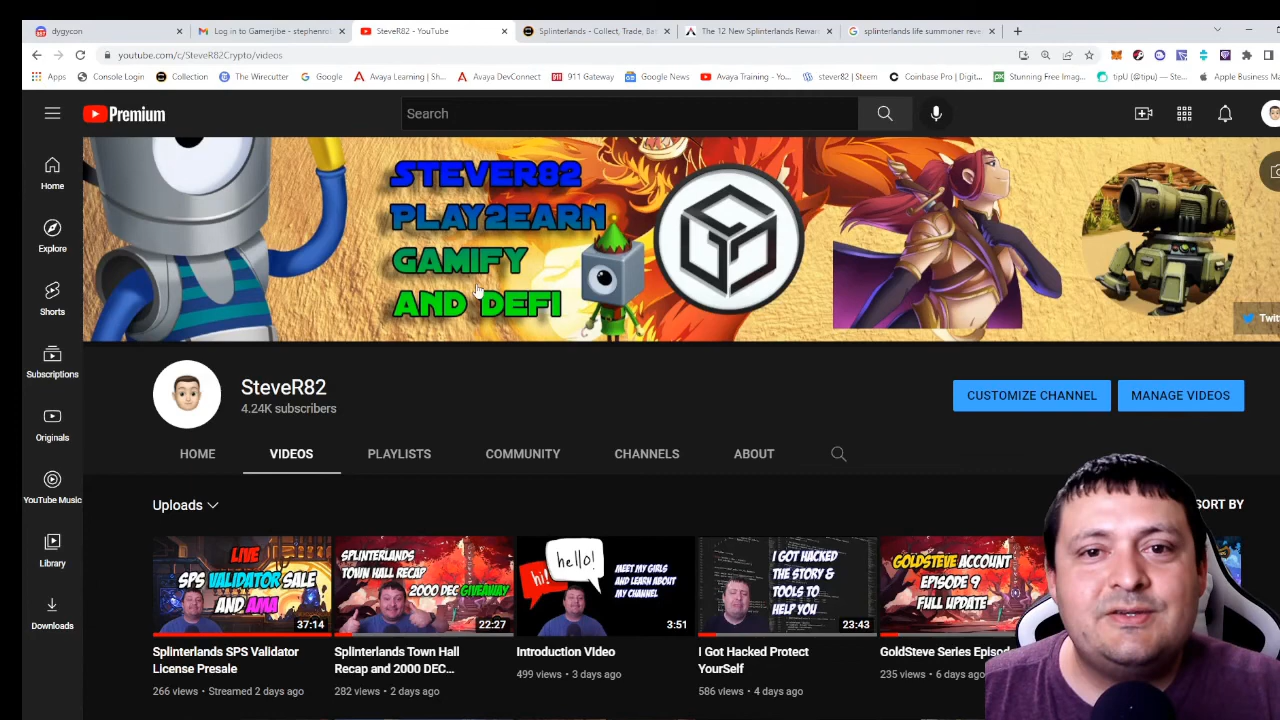 dygycon
Log in to Gamerjibe - stephenrol
SteveR82 - YouTube
Splinterlands - Collect, Trade, Bat
The 12 New Splinterlands Reward
splinterlands life summoner reve
youtube.com/c/SteveR82Crypto/videos
Apps
Console Login
Collection
The Wirecutter
Google
Avaya Learning | Sh...
Avaya DevConnect
911 Gateway
Google News
Avaya Training - Yo...
stever82 | Steem
Coinbase Pro | Digit...
Stunning Free Imag...
tipU (@tipu) — Ste...
Apple Business Ma
Premium
Search
STEVER82
PLAY2EARN
GAMIFY
AND DEFI
Twit
Home
Explore
Shorts
Subscriptions
Originals
YouTube Music
Library
Downloads
SteveR82
4.24K subscribers
CUSTOMIZE CHANNEL
MANAGE VIDEOS
HOME
VIDEOS
PLAYLISTS
COMMUNITY
CHANNELS
ABOUT
Uploads
SORT BY
LIVE
SPS VALIDATOR SALE
AND AMA
37:14
Splinterlands SPS Validator
License Presale
266 views • Streamed 2 days ago
SPLINTERLANDS
TOWN HALL
RECAP
2000 DEC GIVEAWAY
22:27
Splinterlands Town Hall
Recap and 2000 DEC...
282 views • 2 days ago
hi!
hello!
MEET MY GIRLS
AND LEARN ABOUT
MY CHANNEL
3:51
Introduction VIdeo
499 views • 3 days ago
I GOT HACKED
THE STORY &
TOOLS TO
HELP YOU
23:43
I Got Hacked Protect
YourSelf
586 views • 4 days ago
GOLDSTEVE ACCOUNT
EPISODE 9
FULL UPDATE
GoldSteve Series Episod
235 views • 6 days ago